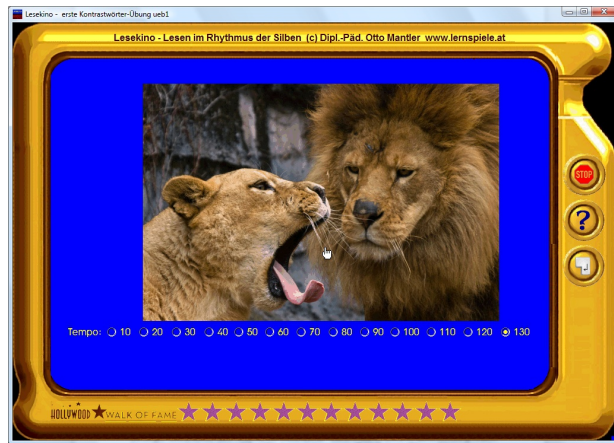 Lesekino - erste Kontrastwörter-Übung ueb1
Lesekino - Lesen im Rhythmus der Silben (c) Dipl.-Päd. Otto Mantler www.lernspiele.at
STOP
?
Tempo: 10 20 30 40 50 60 70 80 90 100 110 120 130
HOLLYWOOD WALK OF FAME